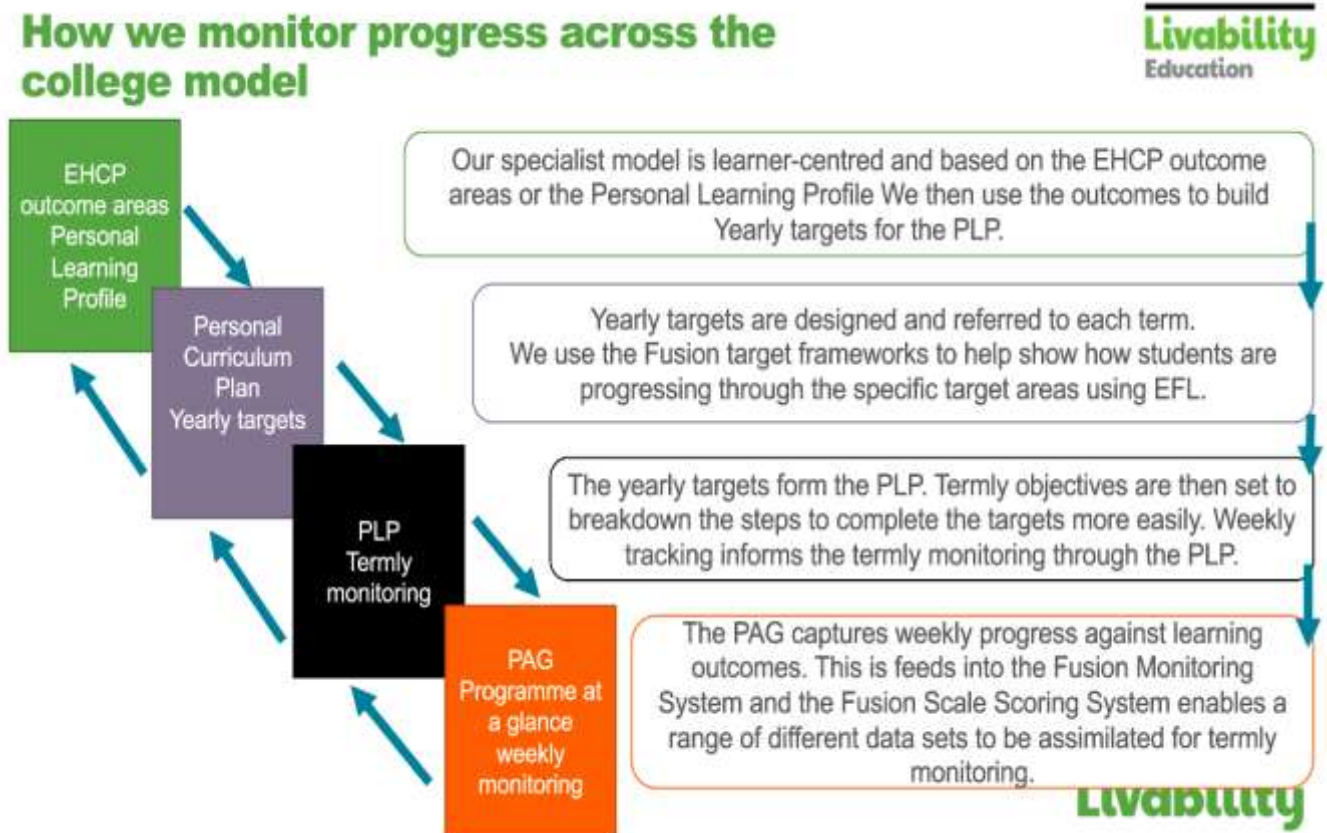 How we monitor progress across the
college model
Livability
Education
EHCP
outcome areas
Personal
Learning
Profile
Our specialist model is learner-centred and based on the EHCP outcome
areas or the Personal Learning Profile We then use the outcomes to build
Yearly targets for the PLP.
Personal
Curriculum
Plan
Yearly targets
Yearly targets are designed and referred to each term.
We use the Fusion target frameworks to help show how students are
progressing through the specific target areas using EFL.
PLP
Termly
monitoring
The yearly targets form the PLP. Termly objectives are then set to
breakdown the steps to complete the targets more easily. Weekly
tracking informs the termly monitoring through the PLP.
PAG
Programme at
a glance
weekly
monitoring
The PAG captures weekly progress against learning
outcomes. This is feeds into the Fusion Monitoring
System and the Fusion Scale Scoring System enables a
range of different data sets to be assimilated for termly
monitoring.
Livability